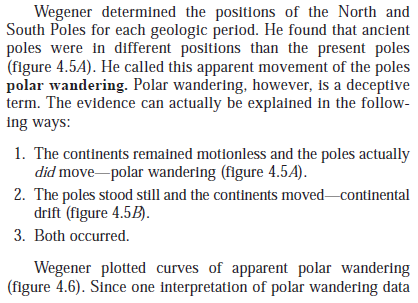 Wegener determined the positions of the North and
South Poles for each geologic period. He found that ancient
poles were in different positions than the present poles
(figure 4.5A). He called this apparent movement of the poles
polar wandering. Polar wandering, however, is a deceptive
term. The evidence can actually be explained in the follow-
ing ways:
1. The continents remained motionless and the poles actually
did move—polar wandering (figure 4.5A).
2. The poles stood still and the continents moved—continental
drift (figure 4.5B).
3. Both occurred.
Wegener plotted curves of apparent polar wandering
(figure 4.6). Since one interpretation of polar wandering data